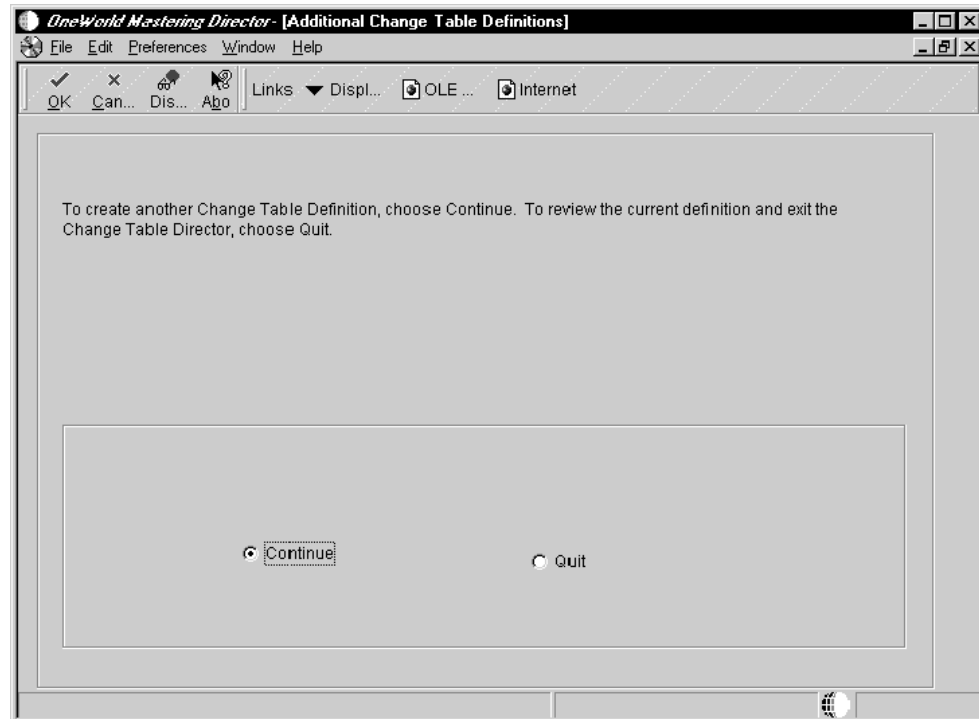 OneWorld Mastering Director - [Additional Change Table Definitions]
File Edit Preferences Window Help
OK Can... Dis... Abo Links Displ... OLE ... Internet
To create another Change Table Definition, choose Continue. To review the current definition and exit the
Change Table Director, choose Quit.
Continue
Quit